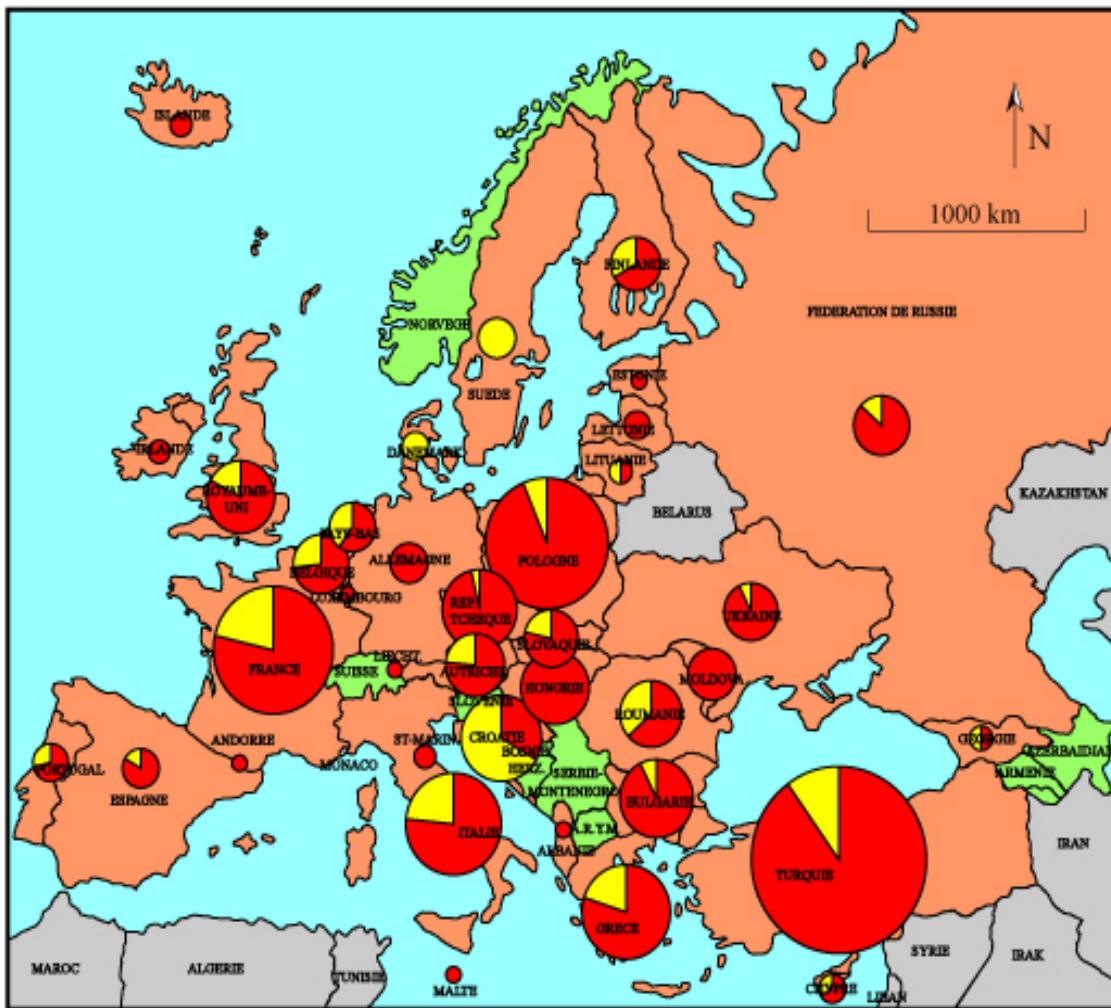 ISLANDE
N
1000 km
FINLANDE
FEDERATION DE RUSSIE
NORVEGE
ESTONIE
SUEDE
LETTONIE
DANEMARK
IRLANDE
LITUANIE
KAZAKHSTAN
ROYAUME-
UNI
BELARUS
PAYS-BAS
ALLEMAGNE
POLOGNE
BELGIQUE
LUXEMBOURG
REP.
TCHEQUE
UKRAINE
SLOVAQUIE
LIECHT.
FRANCE
SUISSE
AUTRICHE
MOLDOVA
HONGRIE
SLOVENIE
ROUMANIE
CROATIE
ST-MARIN
ANDORRE
BOSNIE
GEORGIE
AZERBAIDJAN
MONACO
HERZ.
PORTUGAL
SERBIE-
ARMENIE
MONTENEGRO
ESPAGNE
BULGARIE
ITALIE
A.R.Y.M.
IRAN
ALBANIE
TURQUIE
GRECE
SYRIE
IRAK
MAROC
ALGERIE
TUNISIE
MALTE
CHYPRE
LIBAN